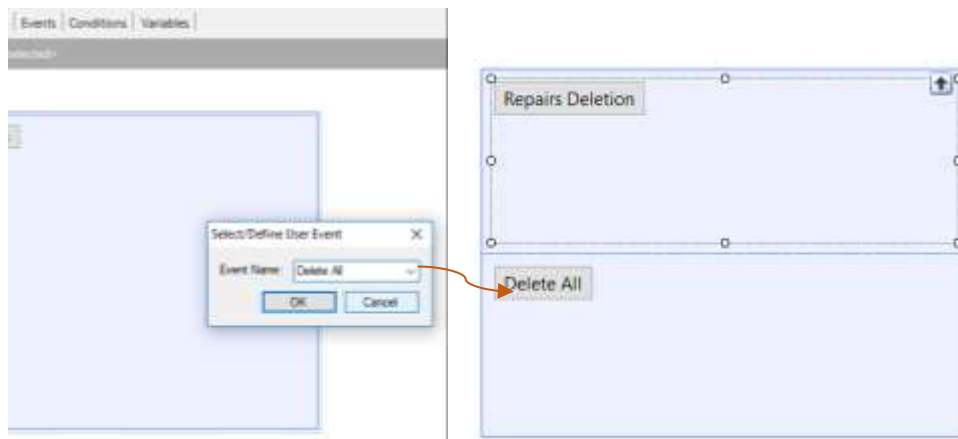 Events Conditions Variables
Repairs Deletion
Select/Define User Event
Event Name: Delete All
OK Cancel
Delete All